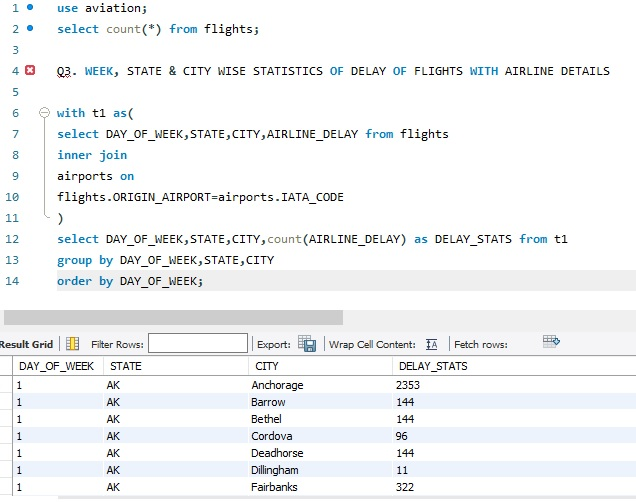 1 use aviation;
2 select count(*) from flights;
3
4 Q3. WEEK, STATE & CITY WISE STATISTICS OF DELAY OF FLIGHTS WITH AIRLINE DETAILS
5
6 with t1 as(
7 select DAY_OF_WEEK,STATE,CITY,AIRLINE_DELAY from flights
8 inner join
9 airports on
10 flights.ORIGIN_AIRPORT=airports.IATA_CODE
11 )
12 select DAY_OF_WEEK,STATE,CITY,count(AIRLINE_DELAY) as DELAY_STATS from t1
13 group by DAY_OF_WEEK,STATE,CITY
14 order by DAY_OF_WEEK;
Result Grid Filter Rows: Export: Wrap Cell Content: IA Fetch rows:
DAY_OF_WEEK STATE CITY DELAY_STATS
1 AK Anchorage 2353
1 AK Barrow 144
1 AK Bethel 144
1 AK Cordova 96
1 AK Deadhorse 144
1 AK Dillingham 11
1 AK Fairbanks 322